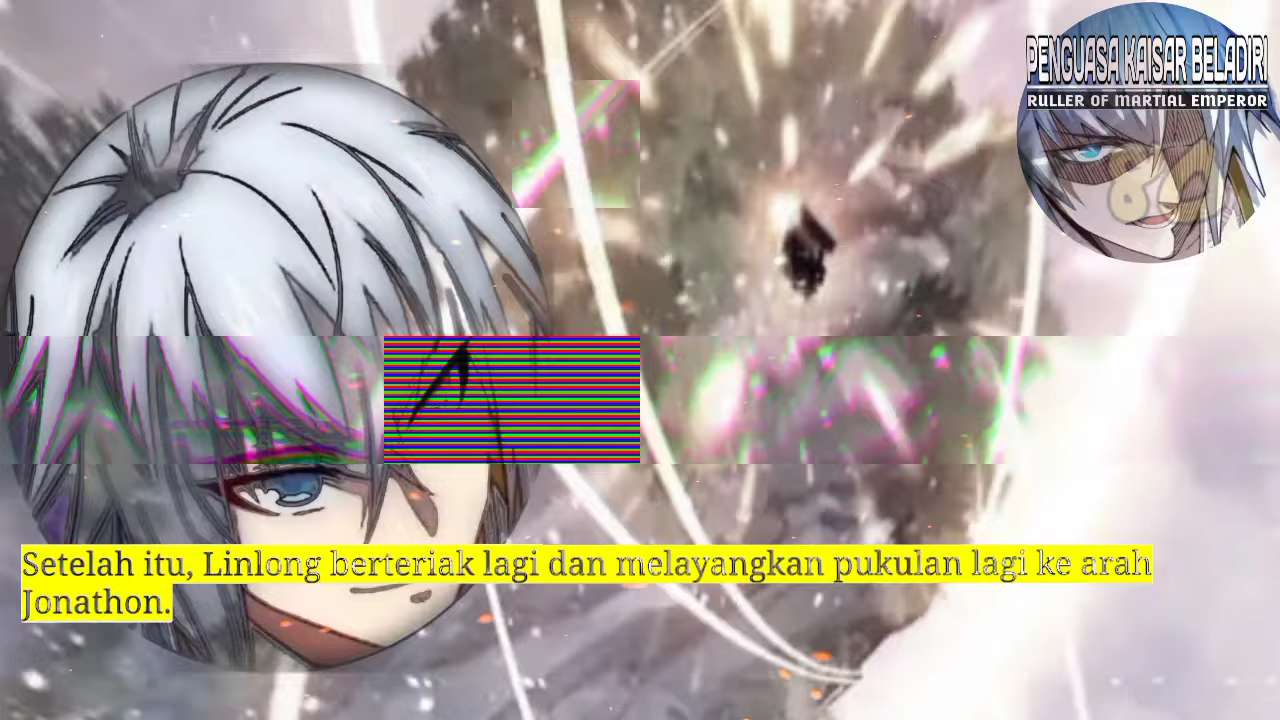 PENGUASA KAISAR BELADIRI
RULLER OF MARTIAL EMPEROR
Setelah itu, Linlong berteriak lagi dan melayangkan pukulan lagi ke arah
Jonathon.